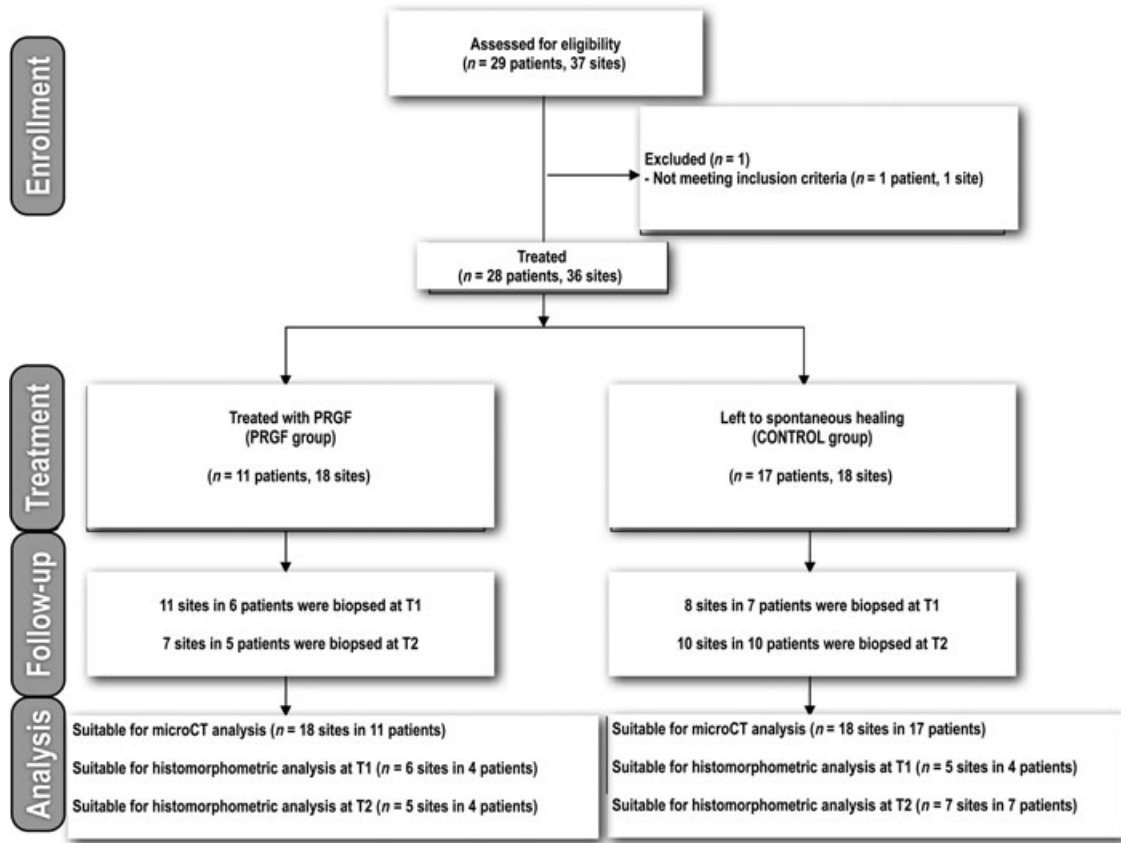 Enrollment
Assessed for eligibility
(n = 29 patients, 37 sites)
Excluded (n = 1)
- Not meeting inclusion criteria (n = 1 patient, 1 site)
Treated
(n = 28 patients, 36 sites)
Treatment
Treated with PRGF
(PRGF group)
(n = 11 patients, 18 sites)
Left to spontaneous healing
(CONTROL group)
(n = 17 patients, 18 sites)
Follow-up
11 sites in 6 patients were biopsed at T1
7 sites in 5 patients were biopsed at T2
8 sites in 7 patients were biopsed at T1
10 sites in 10 patients were biopsed at T2
Analysis
Suitable for microCT analysis (n = 18 sites in 11 patients)
Suitable for histomorphometric analysis at T1 (n = 6 sites in 4 patients)
Suitable for histomorphometric analysis at T2 (n = 5 sites in 4 patients)
Suitable for microCT analysis (n = 18 sites in 17 patients)
Suitable for histomorphometric analysis at T1 (n = 5 sites in 4 patients)
Suitable for histomorphometric analysis at T2 (n = 7 sites in 7 patients)